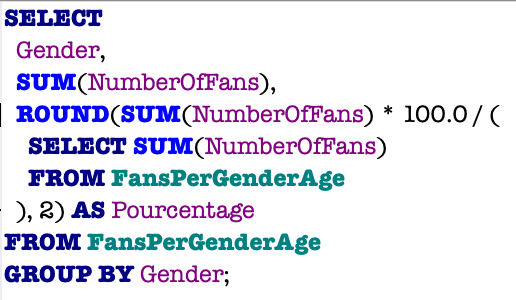 SELECT
Gender,
SUM(NumberOfFans),
ROUND(SUM(NumberOfFans) * 100.0 / (
SELECT SUM(NumberOfFans)
FROM FansPerGenderAge
), 2) AS Pourcentage
FROM FansPerGenderAge
GROUP BY Gender;